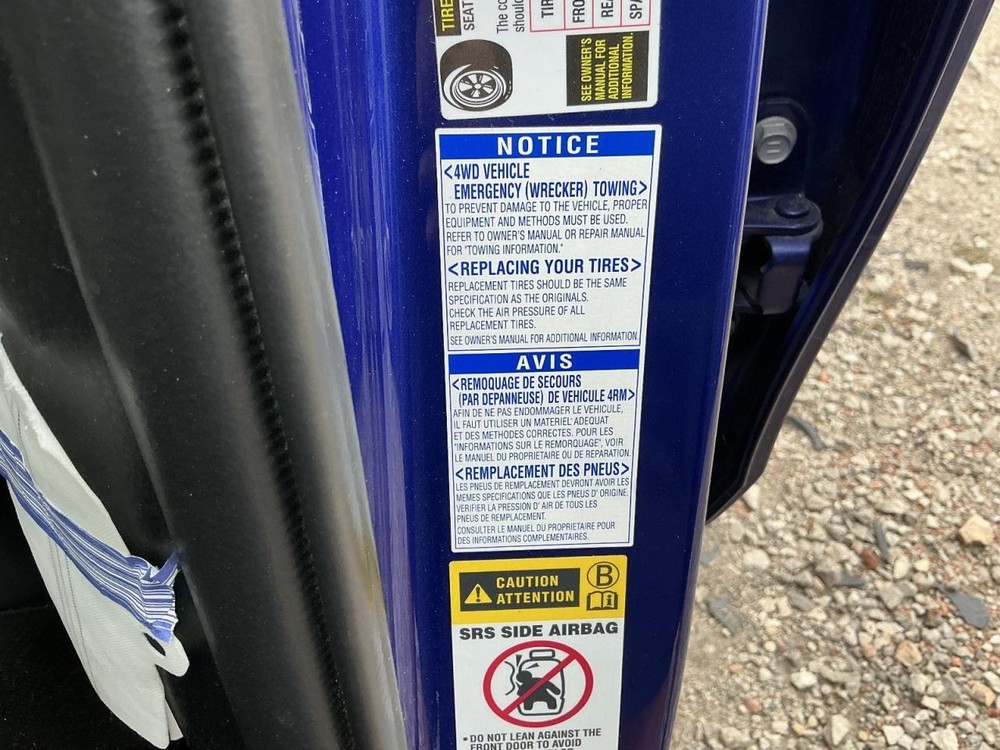 TIRE
SEAT
The co
should
TIR
FRO
REA
SPA
SEE OWNER'S
MANUAL FOR
ADDITIONAL
INFORMATION.
NOTICE
<4WD VEHICLE
EMERGENCY (WRECKER) TOWING>
TO PREVENT DAMAGE TO THE VEHICLE, PROPER
EQUIPMENT AND METHODS MUST BE USED.
REFER TO OWNER'S MANUAL OR REPAIR MANUAL
FOR "TOWING INFORMATION."
<REPLACING YOUR TIRES>
REPLACEMENT TIRES SHOULD BE THE SAME
SPECIFICATION AS THE ORIGINALS.
CHECK THE AIR PRESSURE OF ALL
REPLACEMENT TIRES.
SEE OWNER'S MANUAL FOR ADDITIONAL INFORMATION.
AVIS
<REMOQUAGE DE SECOURS
(PAR DEPANNEUSE) DE VEHICULE 4RM>
AFIN DE NE PAS ENDOMMAGER LE VEHICULE,
IL FAUT UTILISER UN MATERIEL ADEQUAT
ET DES METHODES CORRECTES. POUR LES
"INFORMATIONS SUR LE REMORQUAGE", VOIR
LE MANUEL DU PROPRIETAIRE OU DE REPARATION.
<REMPLACEMENT DES PNEUS>
LES PNEUS DE REMPLACEMENT DEVRONT AVOIR LES
MEMES SPECIFICATIONS QUE LES PNEUS D' ORIGINE.
VERIFIER LA PRESSION D' AIR DE TOUS LES
PNEUS DE REMPLACEMENT.
CONSULTER LE MANUEL DU PROPRIETAIRE POUR
DES INFORMATIONS COMPLEMENTAIRES.
CAUTION
ATTENTION
B
SRS SIDE AIRBAG
• DO NOT LEAN AGAINST THE
FRONT DOOR TO AVOID